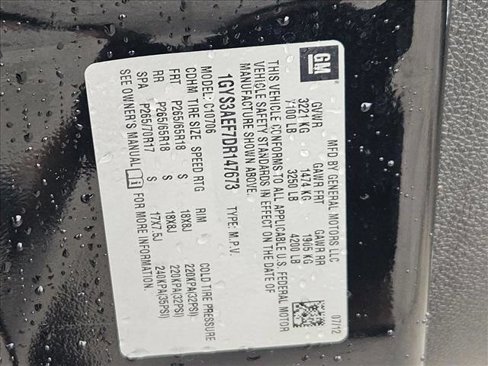 GM
MFD BY GENERAL MOTORS LLC
07/12
GVWR GAWR FRT GAWR RR
3221 KG 1474 KG 1905 KG
7100 LB 3250 LB 4200 LB
THIS VEHICLE CONFORMS TO ALL APPLICABLE U.S. FEDERAL MOTOR
VEHICLE SAFETY STANDARDS IN EFFECT ON THE DATE OF
MANUFACTURE SHOWN ABOVE.
1GYS3AEF7DR147673 TYPE: M.P.V.
MODEL: C10706
CDHM TIRE SIZE SPEED RTG RIM COLD TIRE PRESSURE
FRT P265/65R18 S 18X8J 220KPA(32PSI)
RR P265/65R18 S 18X8J 220KPA(32PSI)
SPA P265/70R17 S 17X7.5J 240KPA(35PSI)
SEE OWNER'S MANUAL FOR MORE INFORMATION.